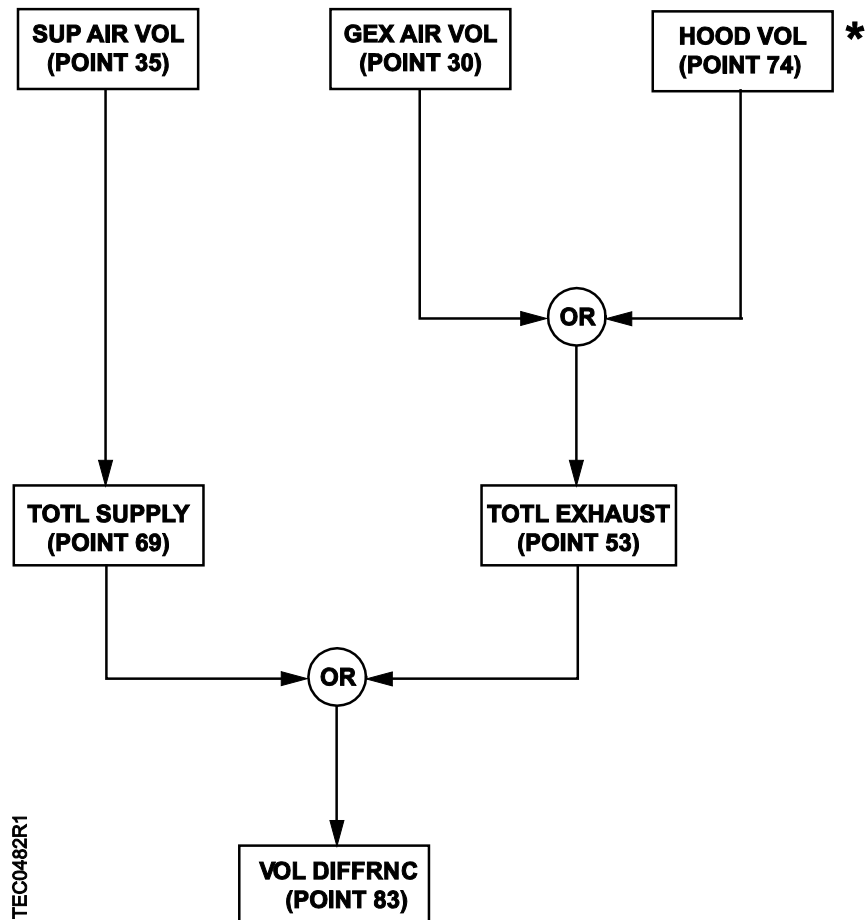 SUP AIR VOL
(POINT 35)
GEX AIR VOL
(POINT 30)
HOOD VOL
(POINT 74)
*
OR
TOTL SUPPLY
(POINT 69)
TOTL EXHAUST
(POINT 53)
OR
VOL DIFFRNC
(POINT 83)
TEC0482R1